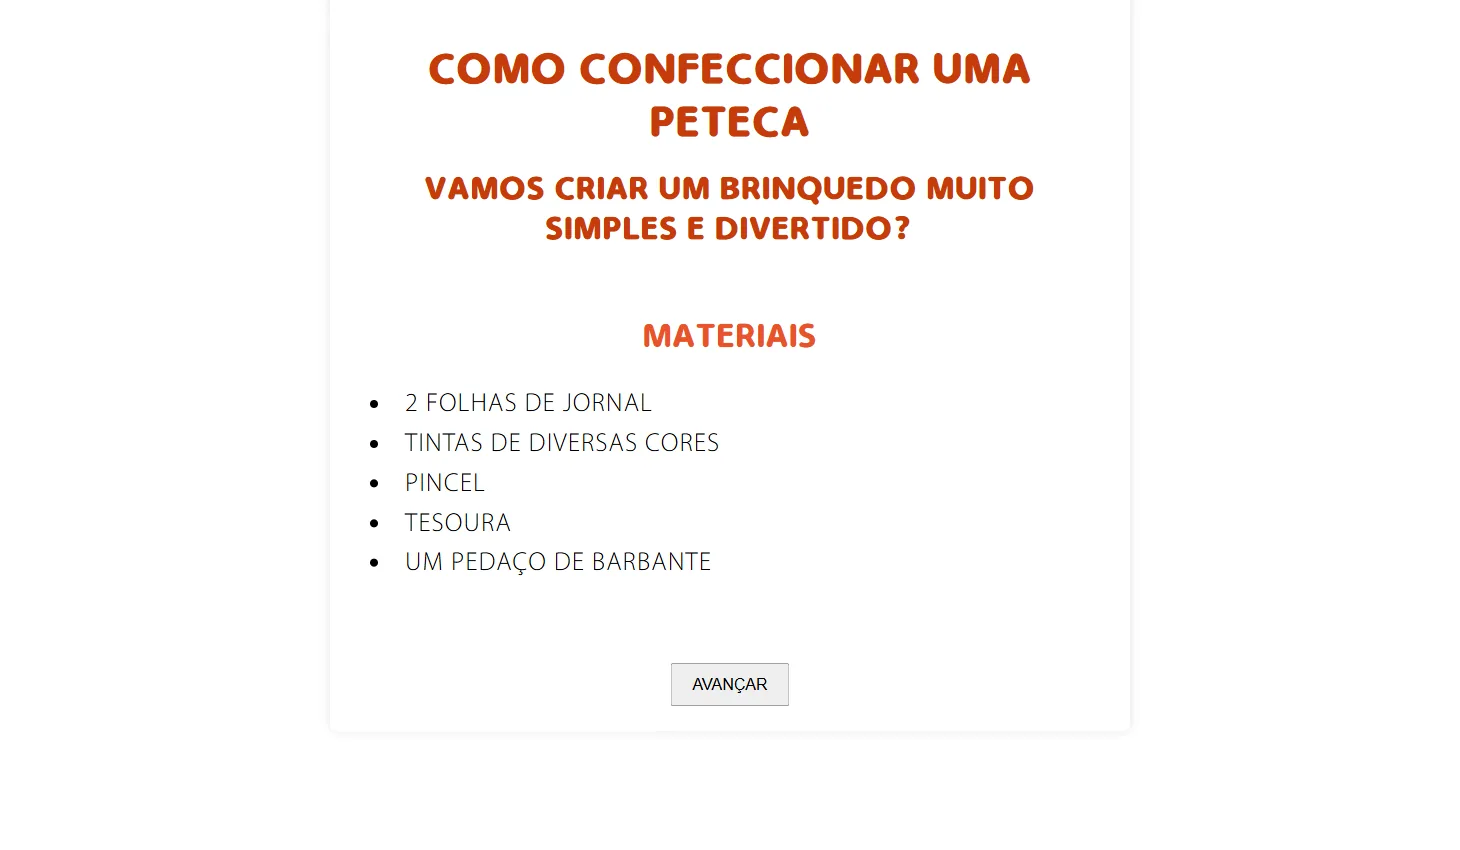 COMO CONFECCIONAR UMA
PETECA
VAMOS CRIAR UM BRINQUEDO MUITO
SIMPLES E DIVERTIDO?
MATERIAIS
• 2 FOLHAS DE JORNAL
• TINTAS DE DIVERSAS CORES
• PINCEL
• TESOURA
• UM PEDAÇO DE BARBANTE
AVANÇAR